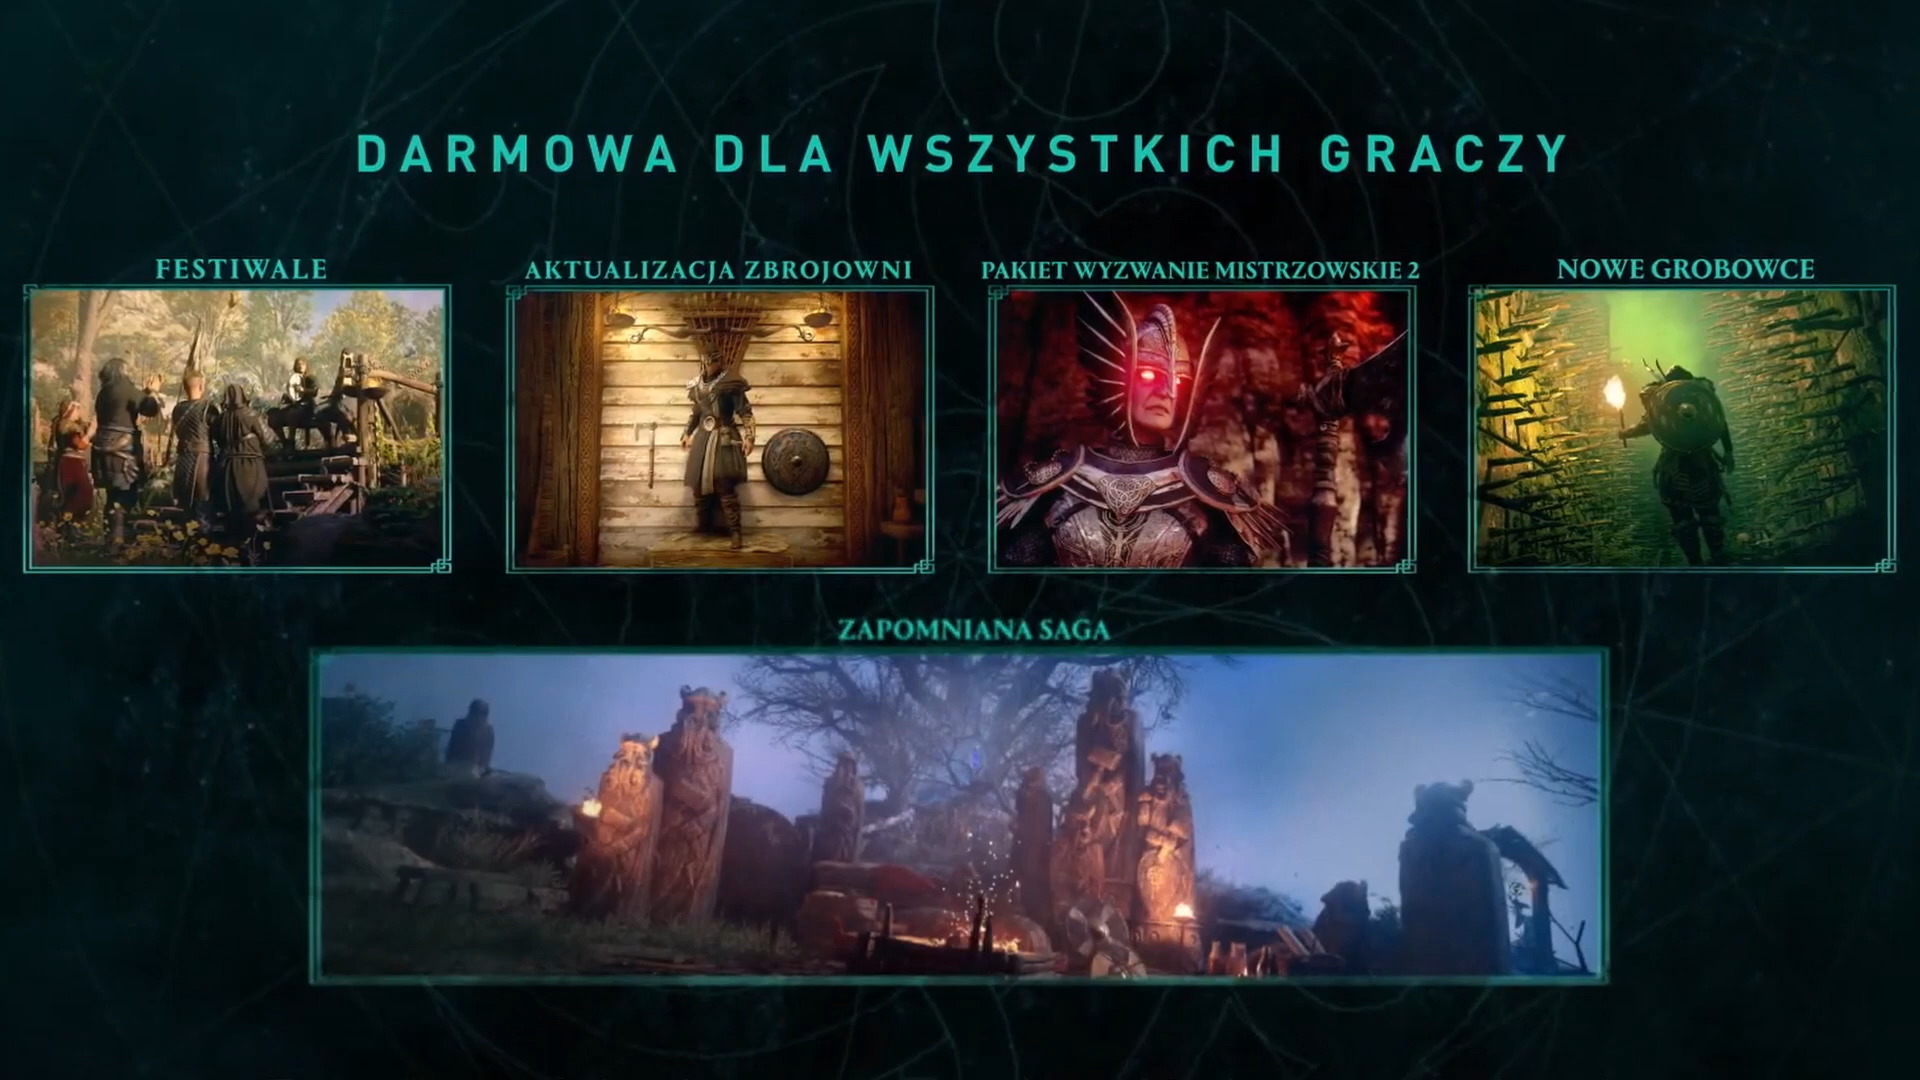 DARMOWA DLA WSZYSTKICH GRACZY
FESTIWALE
AKTUALIZACJA ZBROJOWNI
PAKIET WYZWANIE MISTRZOWSKIE 2
NOWE GROBOWCE
ZAPOMNIANA SAGA